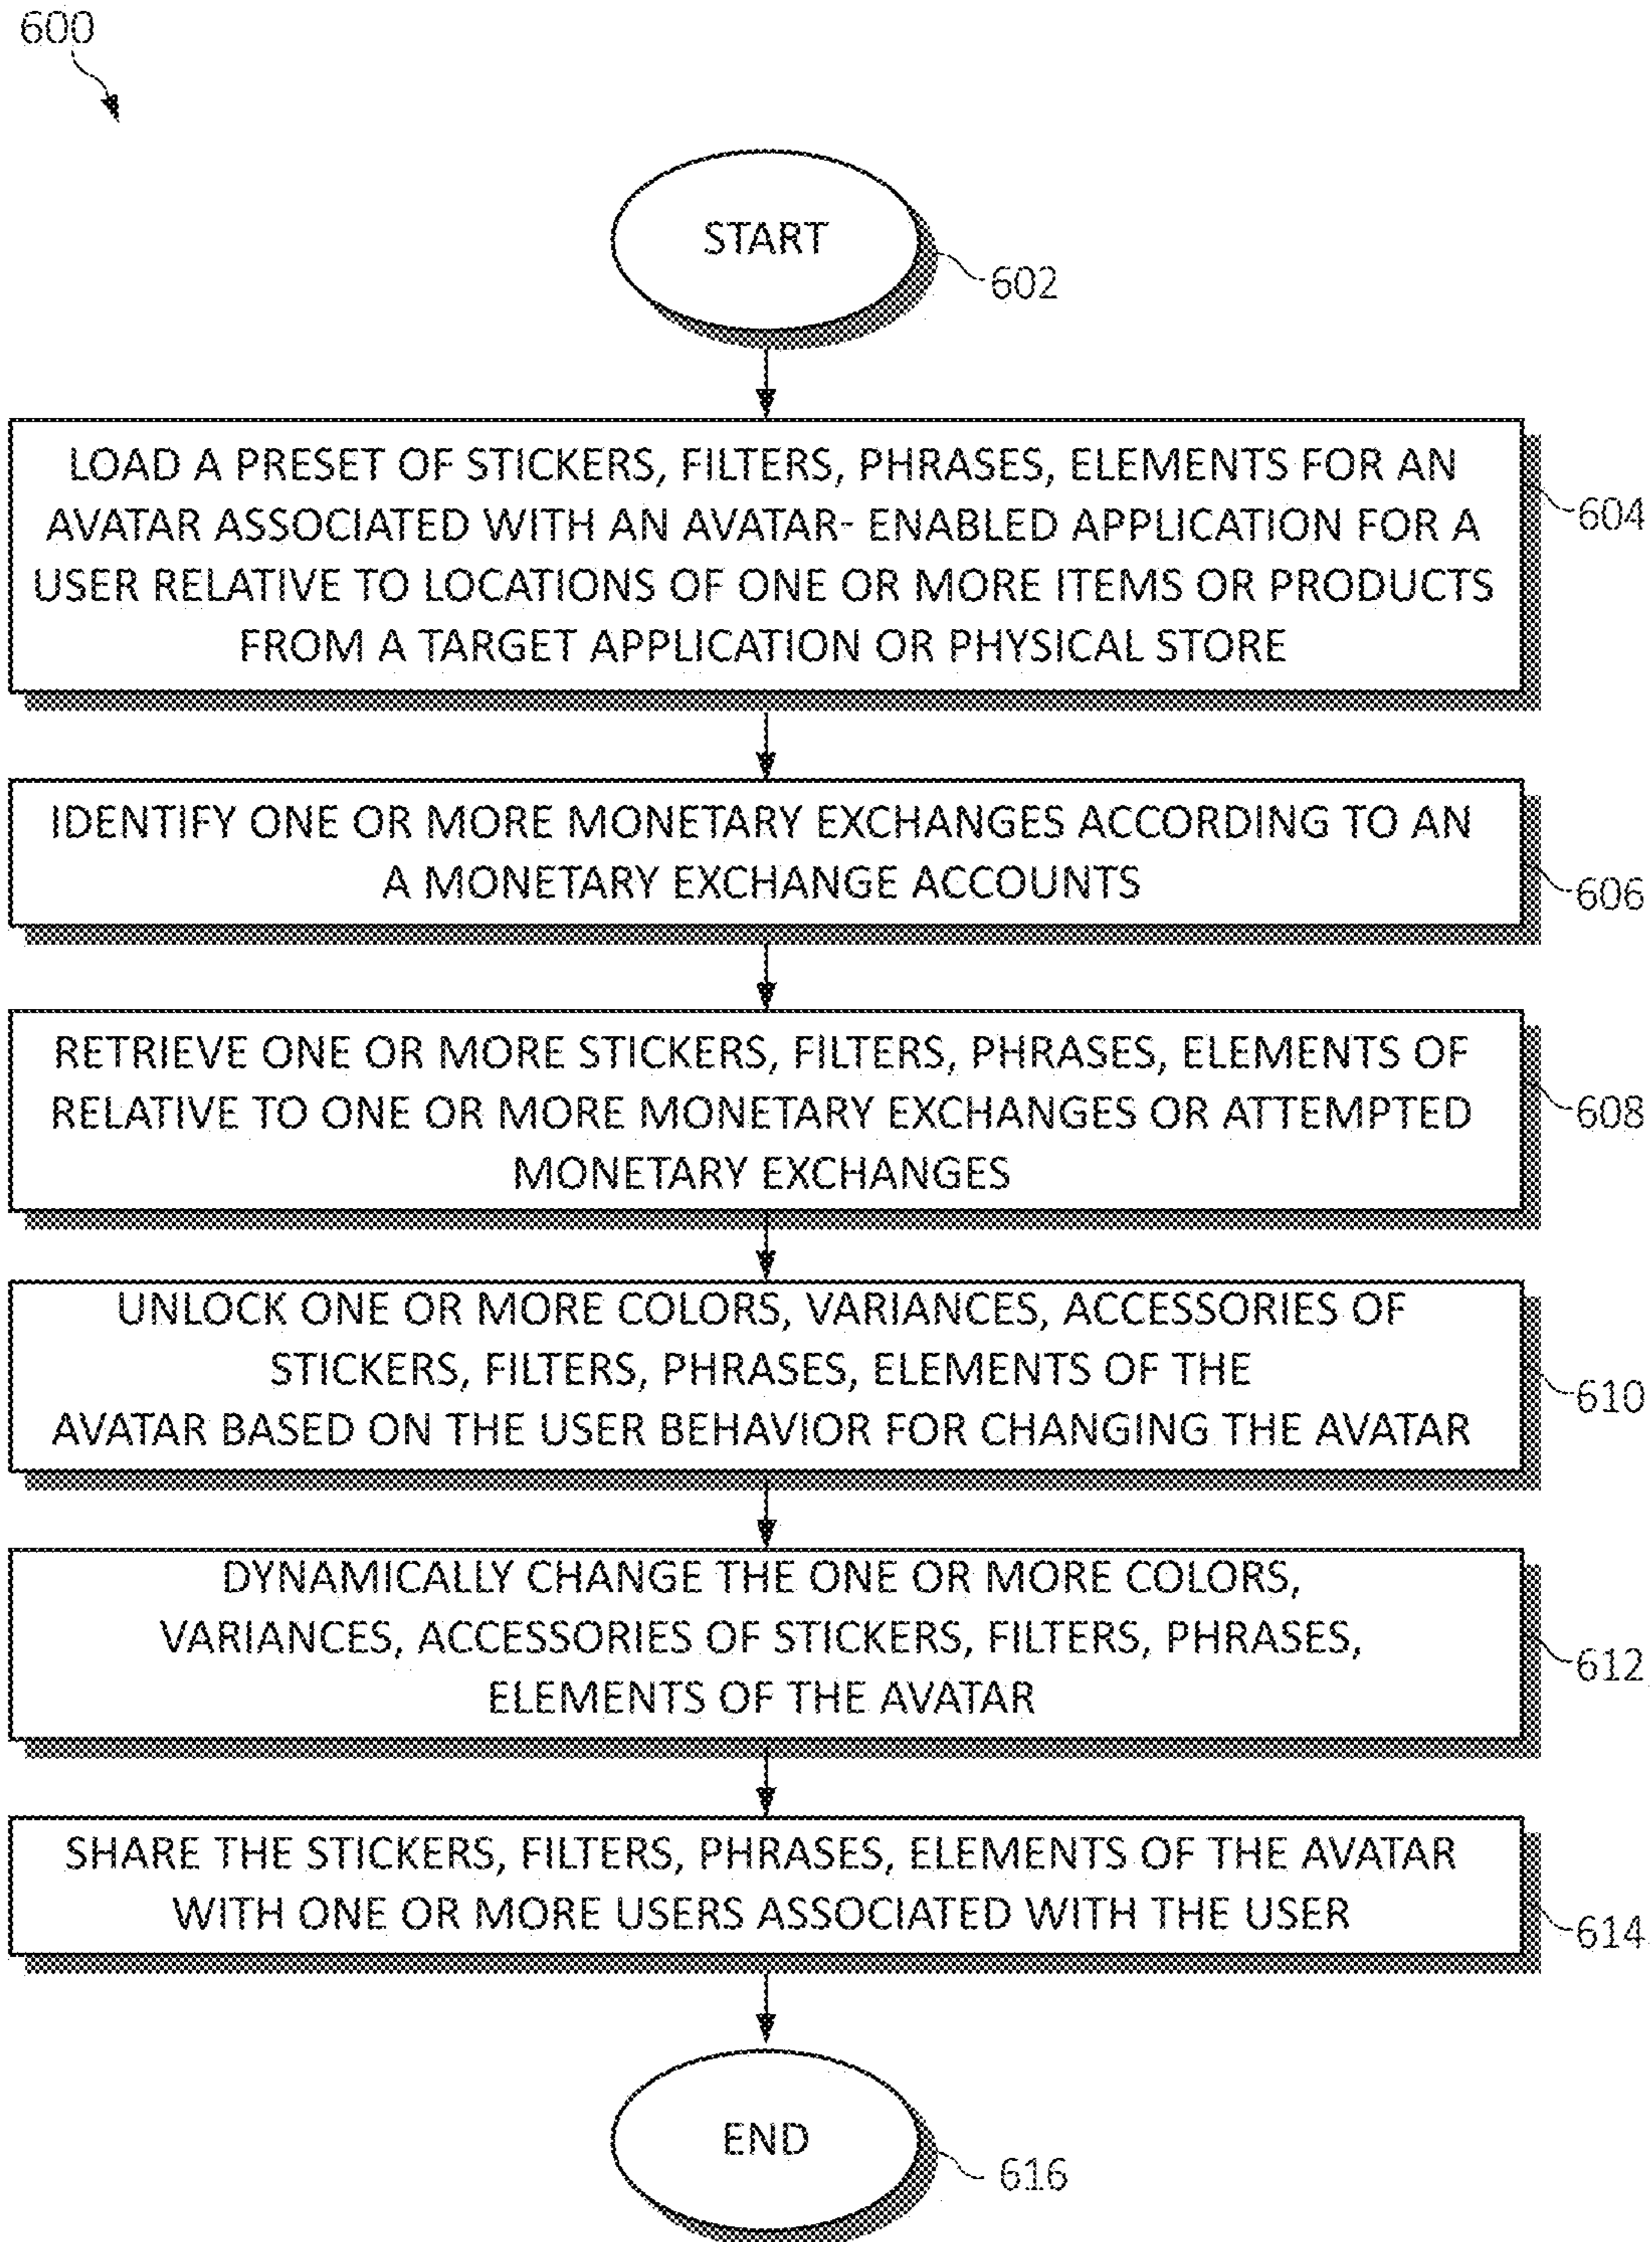 600
START
602
LOAD A PRESET OF STICKERS, FILTERS, PHRASES, ELEMENTS FOR AN
AVATAR ASSOCIATED WITH AN AVATAR- ENABLED APPLICATION FOR A
USER RELATIVE TO LOCATIONS OF ONE OR MORE ITEMS OR PRODUCTS
FROM A TARGET APPLICATION OR PHYSICAL STORE
604
IDENTIFY ONE OR MORE MONETARY EXCHANGES ACCORDING TO AN
A MONETARY EXCHANGE ACCOUNTS
606
RETRIEVE ONE OR MORE STICKERS, FILTERS, PHRASES, ELEMENTS OF
RELATIVE TO ONE OR MORE MONETARY EXCHANGES OR ATTEMPTED
MONETARY EXCHANGES
608
UNLOCK ONE OR MORE COLORS, VARIANCES, ACCESSORIES OF
STICKERS, FILTERS, PHRASES, ELEMENTS OF THE
AVATAR BASED ON THE USER BEHAVIOR FOR CHANGING THE AVATAR
610
DYNAMICALLY CHANGE THE ONE OR MORE COLORS,
VARIANCES, ACCESSORIES OF STICKERS, FILTERS, PHRASES,
ELEMENTS OF THE AVATAR
612
SHARE THE STICKERS, FILTERS, PHRASES, ELEMENTS OF THE AVATAR
WITH ONE OR MORE USERS ASSOCIATED WITH THE USER
614
END
616